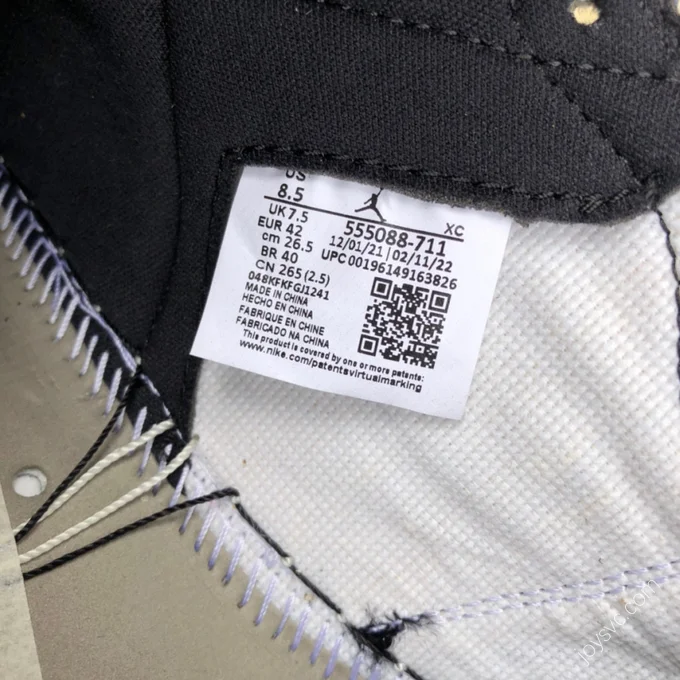 US
8.5
UK 7.5
EUR 42
cm 26.5
BR 40
CN 265 (2.5)
XC
555088-711
12/01/21 | 02/11/22
UPC 00196149163826
048KFKFGJ1241
MADE IN CHINA
HECHO EN CHINA
FABRIQUE EN CHINE
FABRICADO NA CHINA
This product is covered by one or more patents:
www.nike.com/patentsvirtualmarking